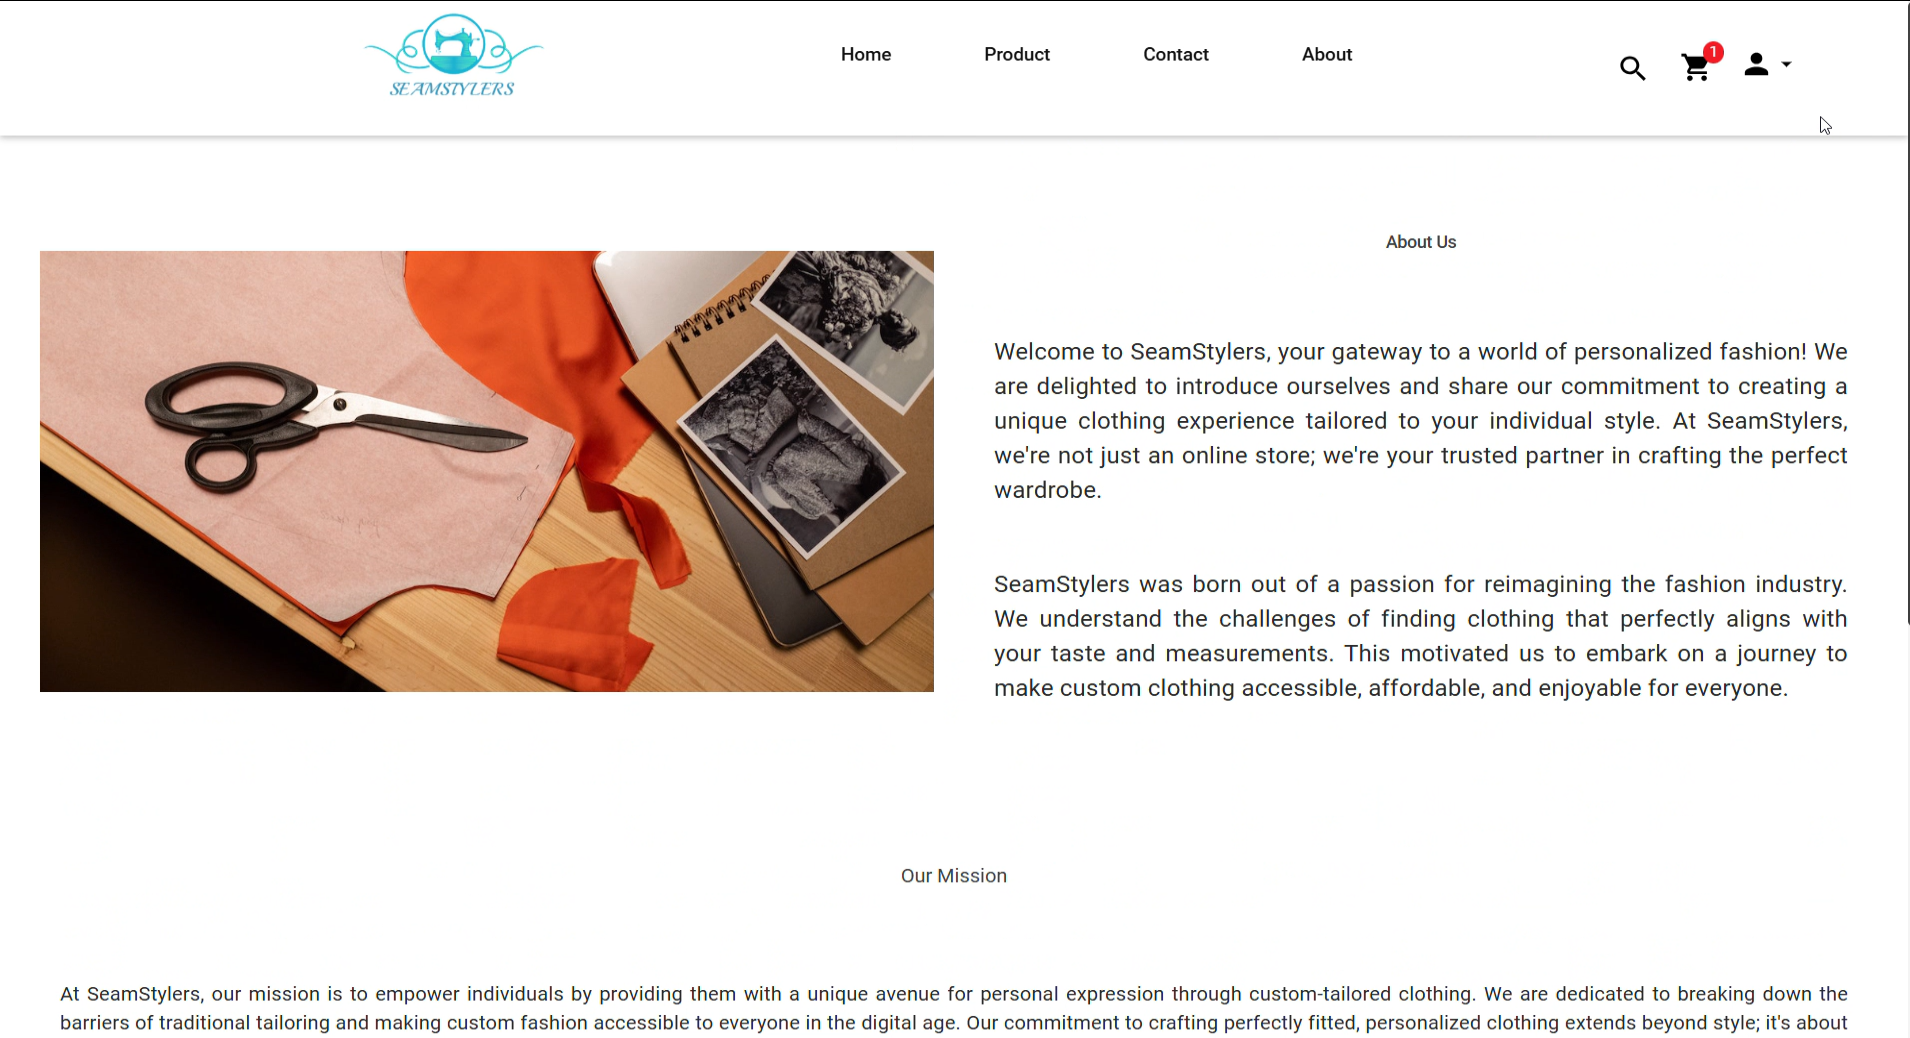 SEAMSTYLERS
Home
Product
Contact
About
1
About Us
Welcome to SeamStylers, your gateway to a world of personalized fashion! We
are delighted to introduce ourselves and share our commitment to creating a
unique clothing experience tailored to your individual style. At SeamStylers,
we're not just an online store; we're your trusted partner in crafting the perfect
wardrobe.
SeamStylers was born out of a passion for reimagining the fashion industry.
We understand the challenges of finding clothing that perfectly aligns with
your taste and measurements. This motivated us to embark on a journey to
make custom clothing accessible, affordable, and enjoyable for everyone.
Our Mission
At SeamStylers, our mission is to empower individuals by providing them with a unique avenue for personal expression through custom-tailored clothing. We are dedicated to breaking down the
barriers of traditional tailoring and making custom fashion accessible to everyone in the digital age. Our commitment to crafting perfectly fitted, personalized clothing extends beyond style; it's about